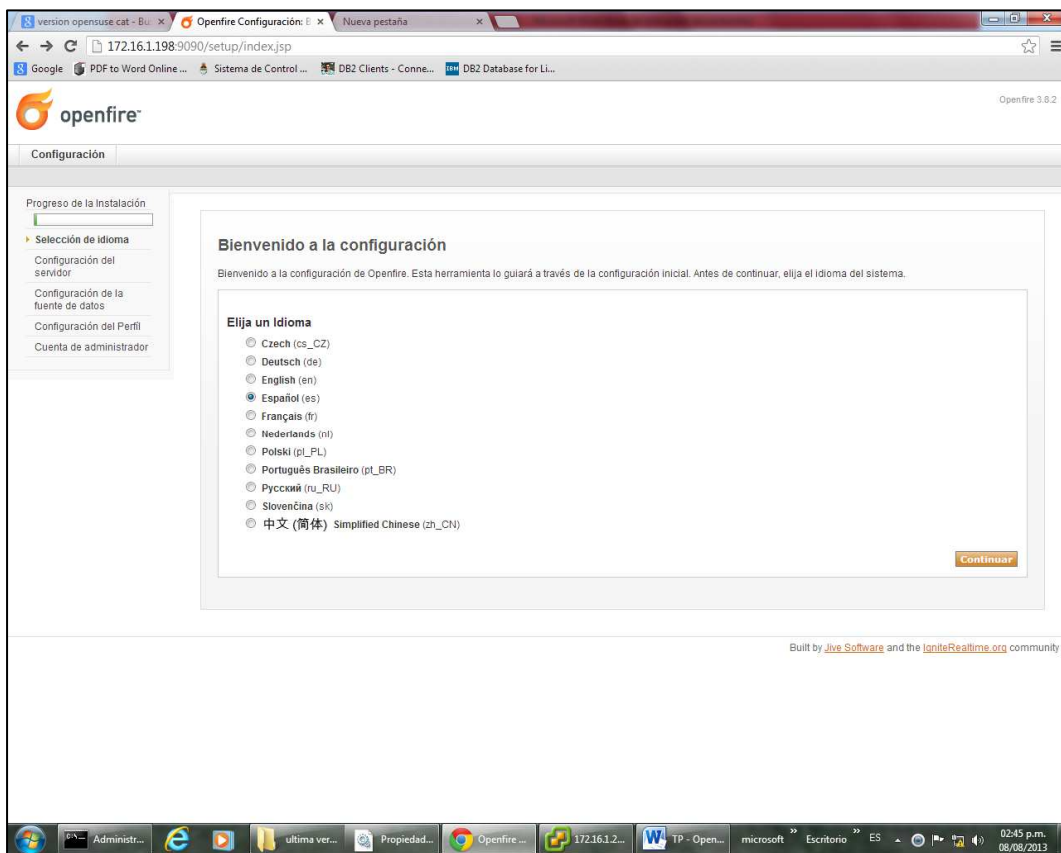 version opensuse cat - Bu
Openfire Configuración: B
Nueva pestaña
172.16.1.198:9090/setup/index.jsp
Google
PDF to Word Online ...
Sistema de Control ...
DB2 Clients - Conne...
DB2 Database for Li...
openfire™
Openfire 3.8.2
Configuración
Progreso de la Instalación
Selección de idioma
Configuración del
servidor
Configuración de la
fuente de datos
Configuración del Perfil
Cuenta de administrador
Bienvenido a la configuración
Bienvenido a la configuración de Openfire. Esta herramienta lo guiará a través de la configuración inicial. Antes de continuar, elija el idioma del sistema.
Elija un Idioma
Czech (cs_CZ)
Deutsch (de)
English (en)
Español (es)
Français (fr)
Nederlands (nl)
Polski (pl_PL)
Português Brasileiro (pt_BR)
Русский (ru_RU)
Slovenčina (sk)
中文 (简体) Simplified Chinese (zh_CN)
Continuar
Built by Jive Software and the IgniteRealtime.org community
Administr...
ultima ver...
Propiedad...
Openfire ...
172.16.1.2...
TP - Open...
microsoft »
Escritorio »
ES
02:45 p.m.
08/08/2013